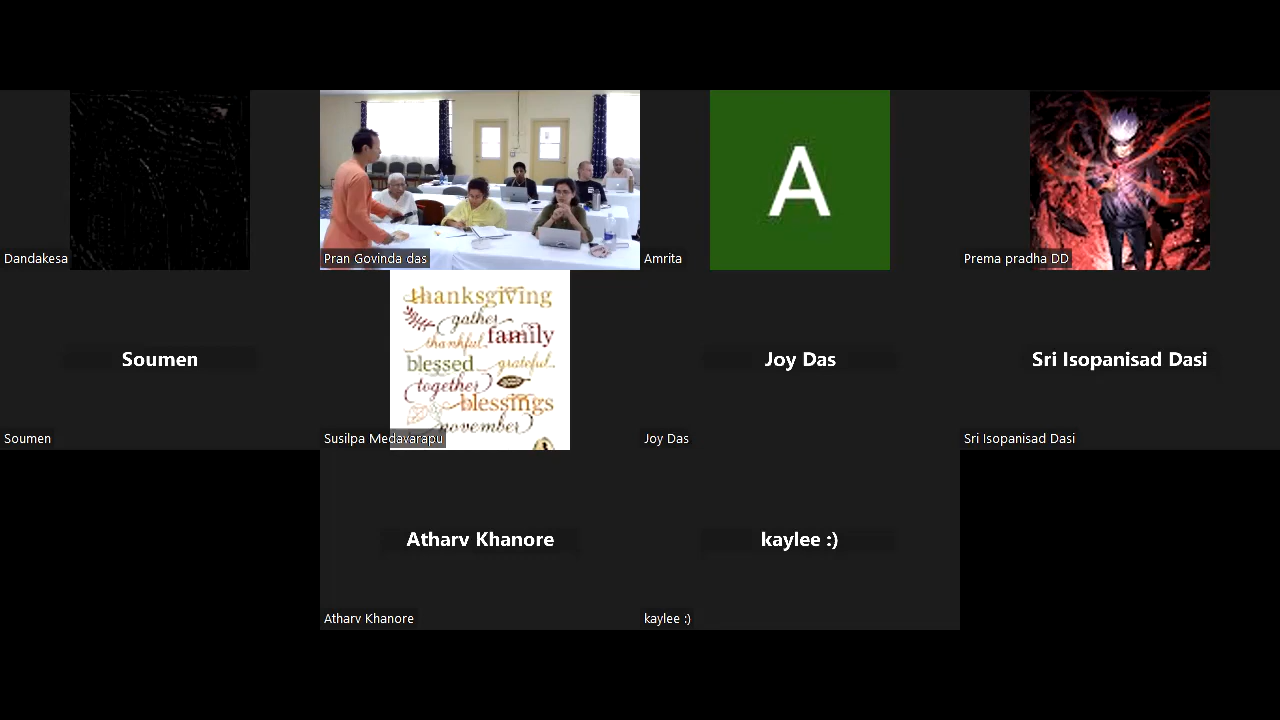 Dandakesa
Pran Govinda das
A
Amrita
Prema pradha DD
Soumen
Soumen
thanksgiving
gather
thankful family
blessed grateful
together
blessings
november
Susilpa Medavarapu
Joy Das
Joy Das
Sri Isopanisad Dasi
Sri Isopanisad Dasi
Atharv Khanore
Atharv Khanore
kaylee :)
kaylee :)